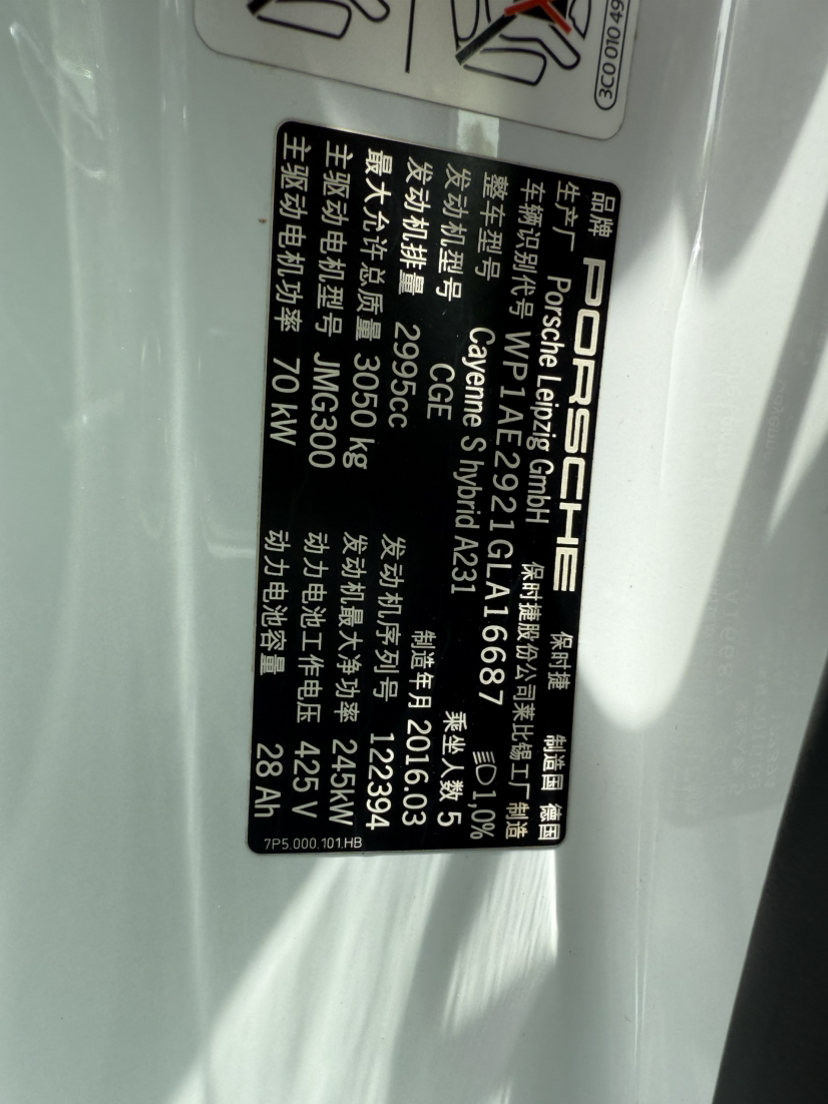 3C0 010 49
品牌 PORSCHE 保时捷 制造国 德国
生产厂 Porsche Leipzig GmbH 保时捷股份公司莱比锡工厂 制造
车辆识别代号 WP1AE2921GLA16687 1,0%
整车型号 Cayenne S hybrid A231 乘坐人数 5
发动机型号 CGE 制造年月 2016.03
发动机排量 2995cc 发动机序列号 122394
最大允许总质量 3050 kg 发动机最大净功率 245kW
主驱动电机型号 JMG300 动力电池工作电压 425 V
主驱动电机功率 70 kW 动力电池容量 28 Ah
7P5.000.101.HB